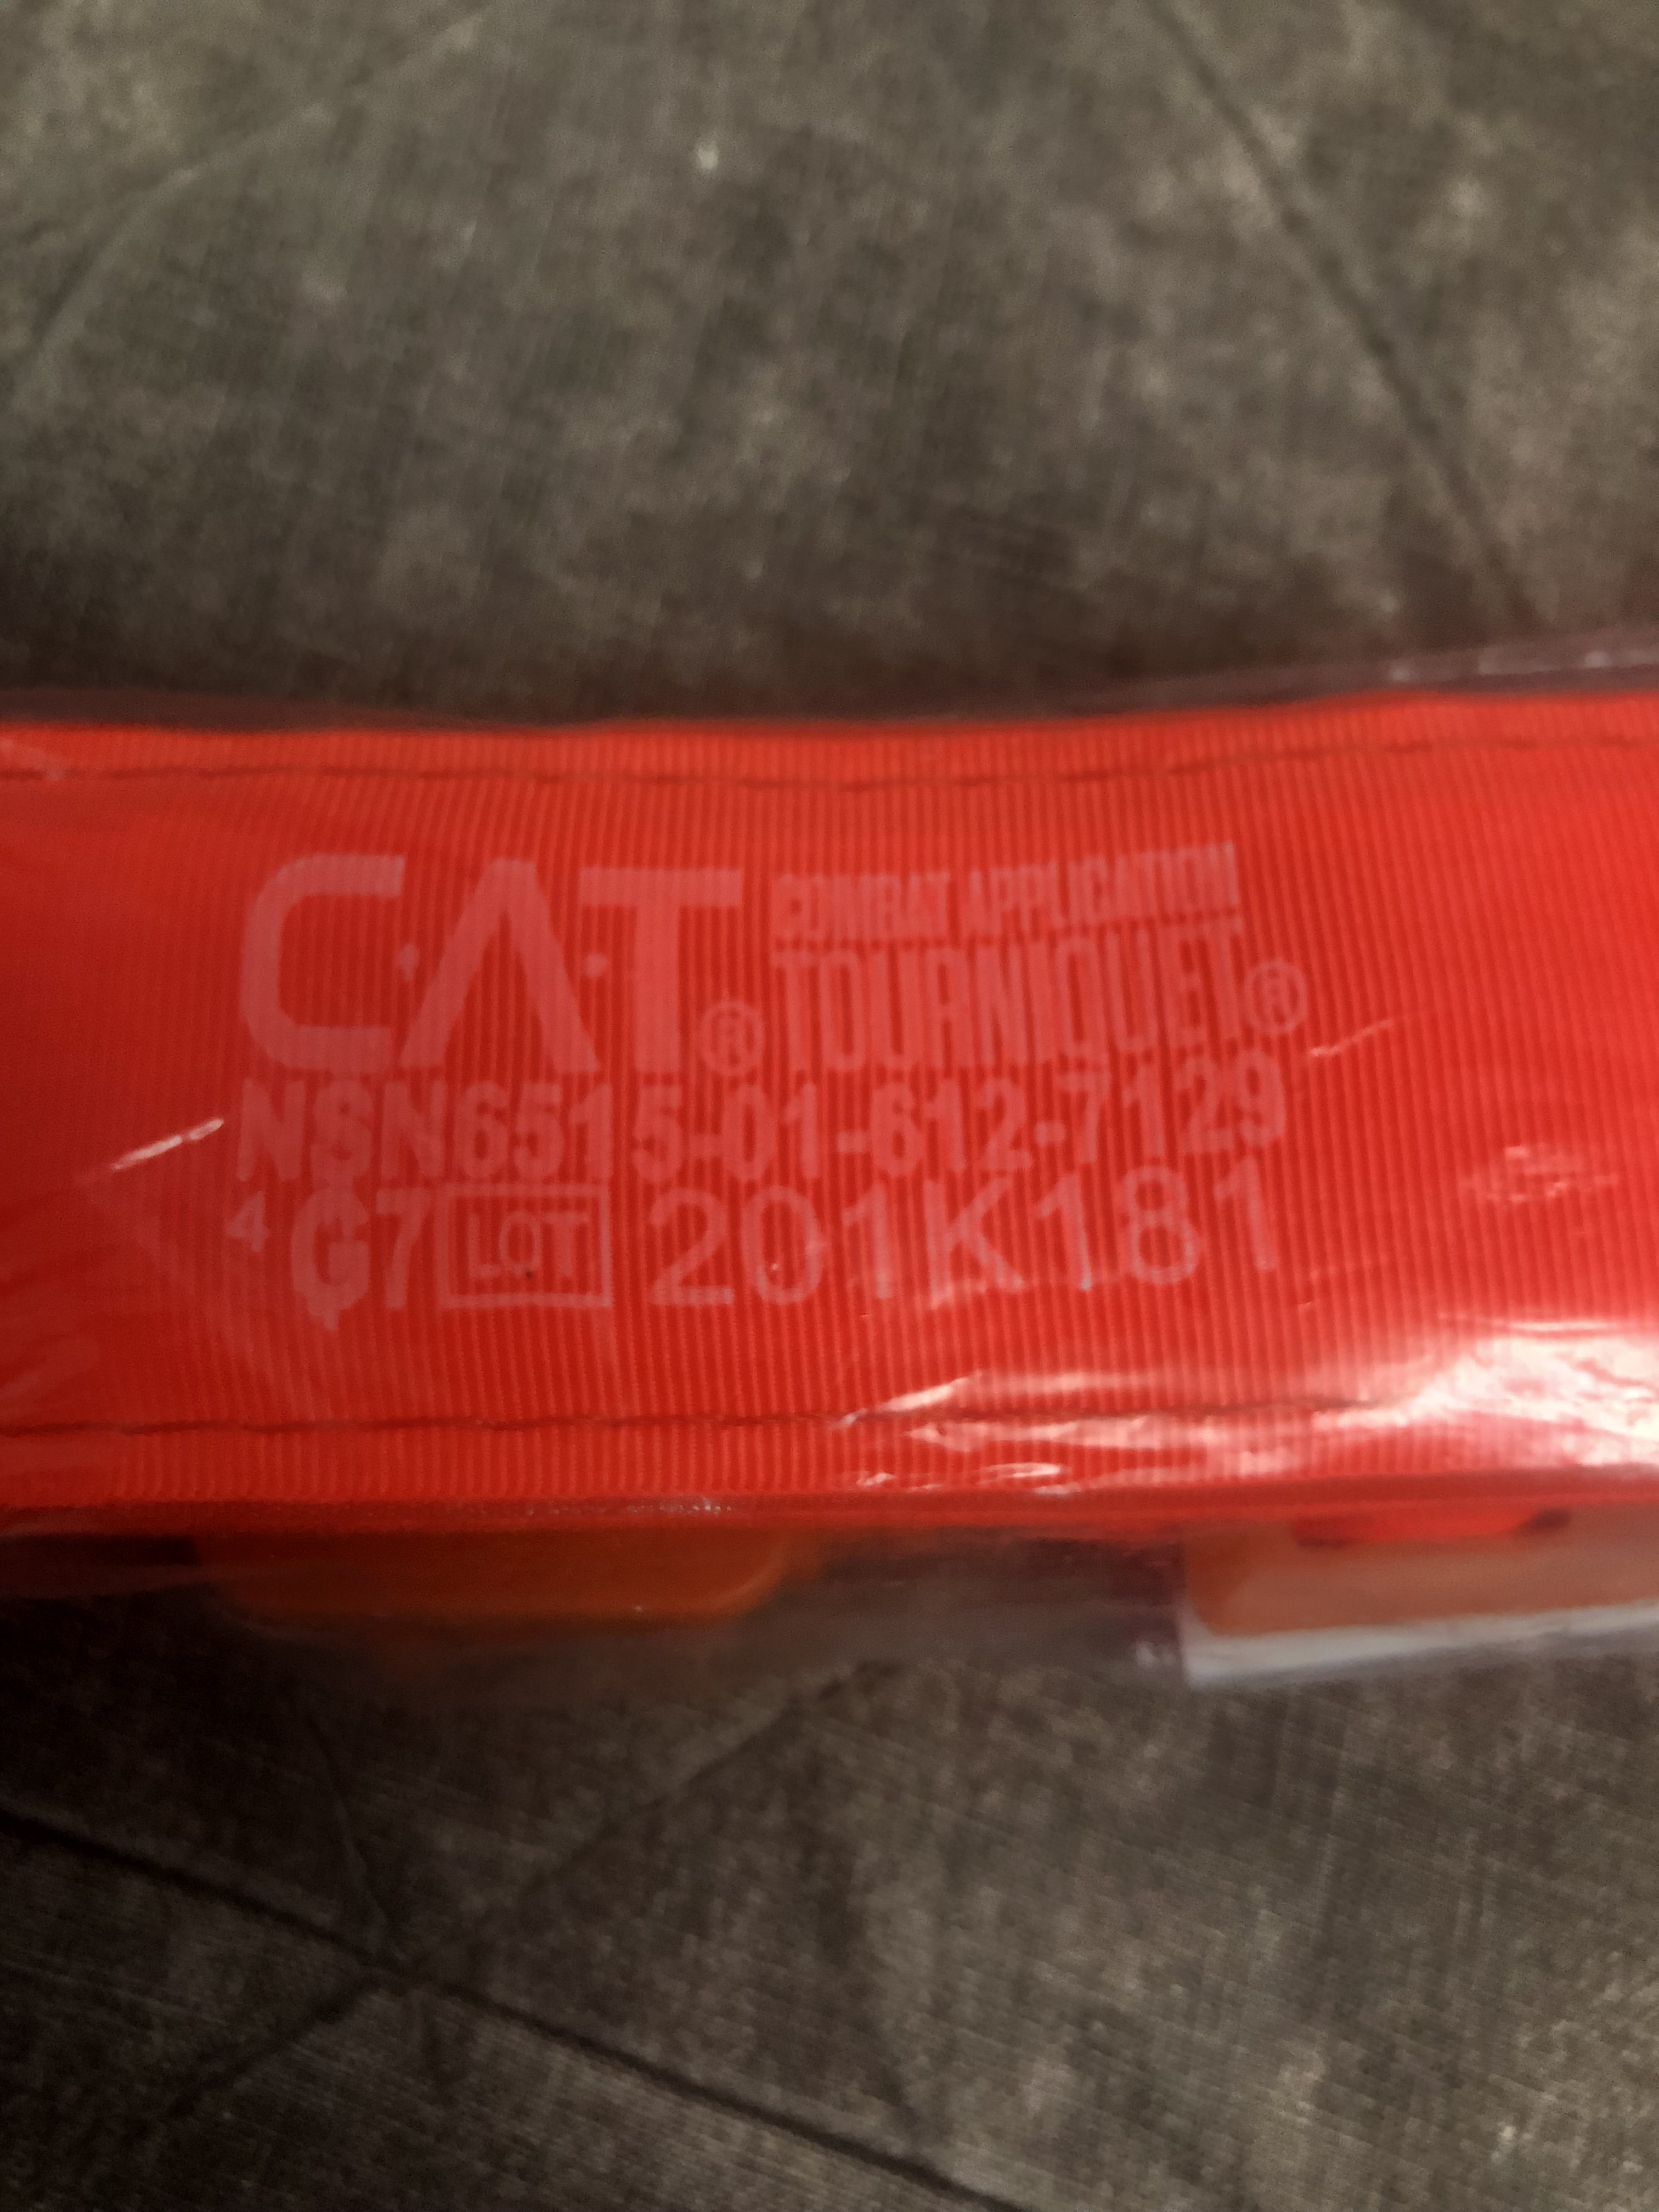 C·A·T® COMBAT APPLICATION
TOURNIQUET®
NSN6515-01-612-7129
4 G7 LOT 201K181